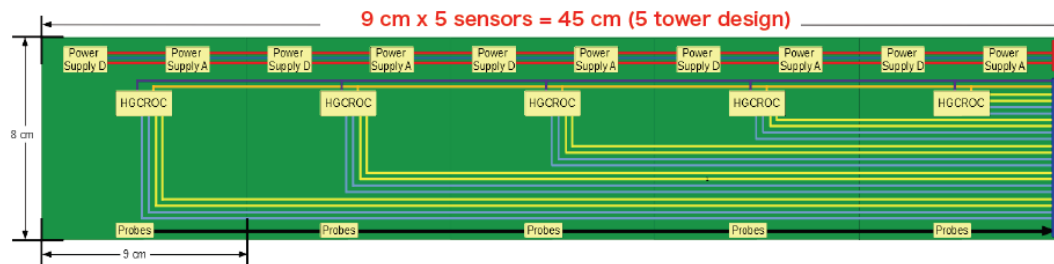 9 cm x 5 sensors = 45 cm (5 tower design)
Power Supply D
Power Supply A
Power Supply D
Power Supply A
Power Supply D
Power Supply A
Power Supply D
Power Supply A
Power Supply D
Power Supply A
HGCROC
HGCROC
HGCROC
HGCROC
HGCROC
8 cm
Probes
Probes
Probes
Probes
Probes
9 cm